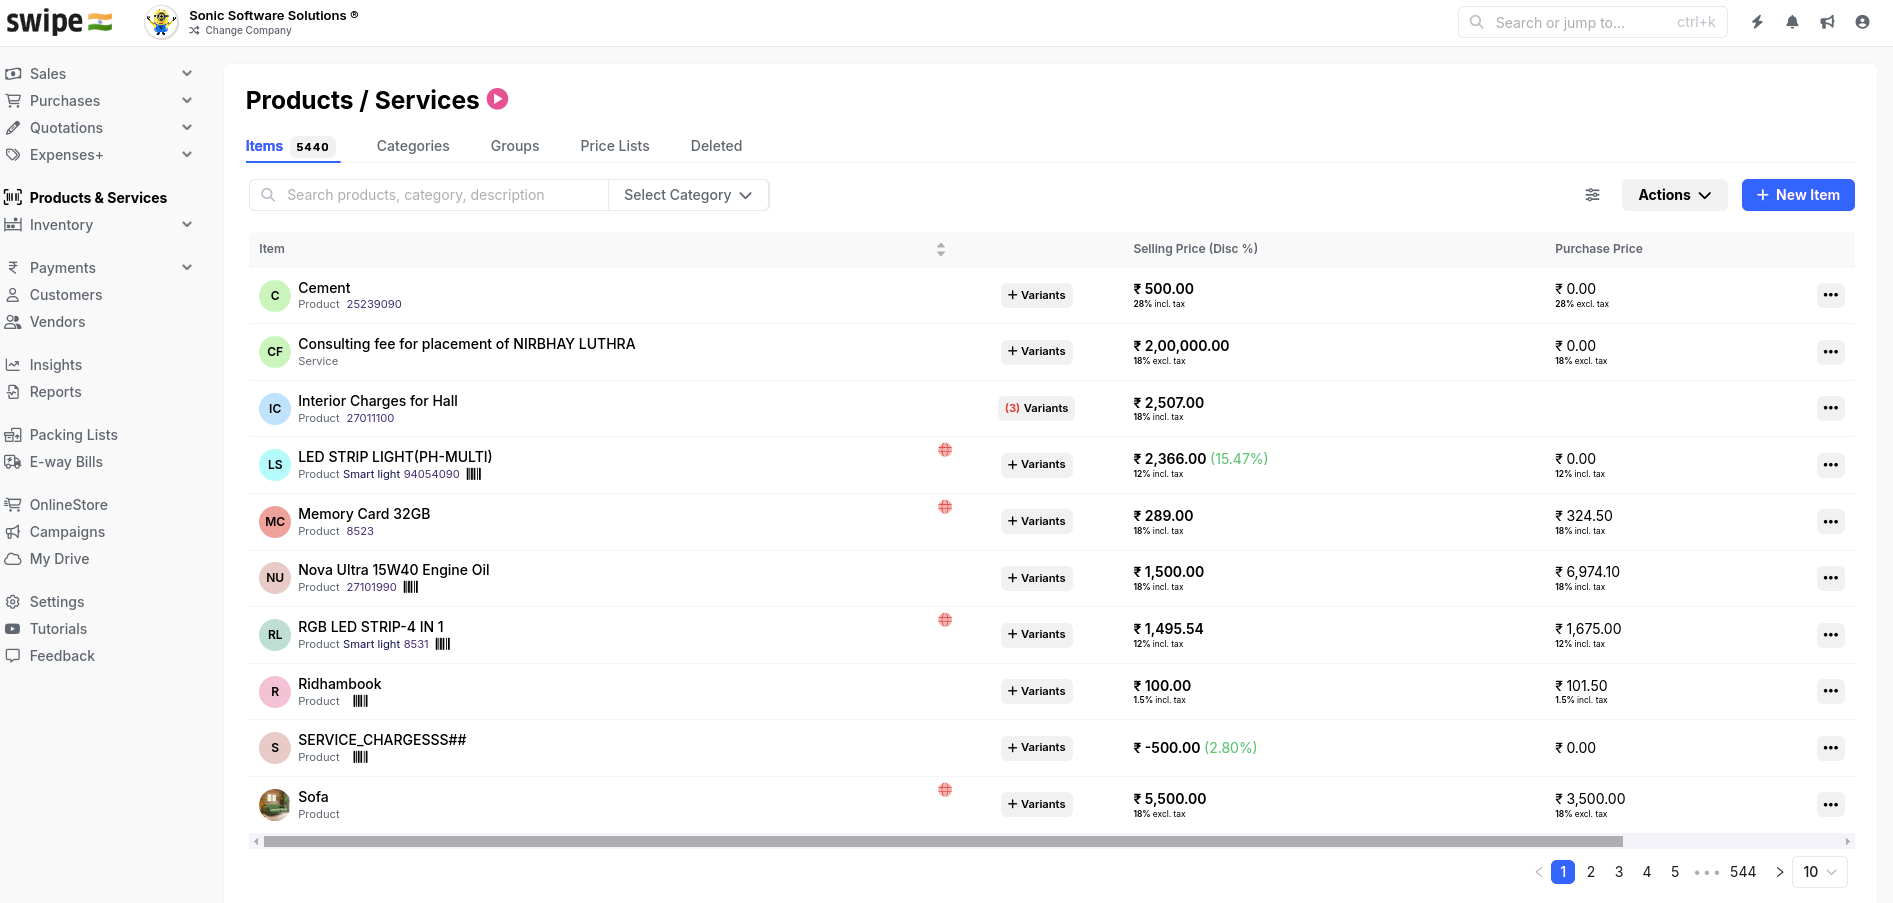 swipe
Sonic Software Solutions ®
Change Company
Search or jump to... ctrl+k
Sales
Purchases
Quotations
Expenses+
Products & Services
Inventory
Payments
Customers
Vendors
Insights
Reports
Packing Lists
E-way Bills
OnlineStore
Campaigns
My Drive
Settings
Tutorials
Feedback
Products / Services
Items 5440 Categories Groups Price Lists Deleted
Search products, category, description Select Category Actions + New Item
Item Selling Price (Disc %) Purchase Price
C Cement + Variants ₹ 500.00 ₹ 0.00 •••
Product 25239090 28% incl. tax 28% excl. tax
CF Consulting fee for placement of NIRBHAY LUTHRA + Variants ₹ 2,00,000.00 ₹ 0.00 •••
Service 18% excl. tax 18% excl. tax
IC Interior Charges for Hall (3) Variants ₹ 2,507.00 •••
Product 27011100 18% incl. tax
LS LED STRIP LIGHT(PH-MULTI) + Variants ₹ 2,366.00 (15.47%) ₹ 0.00 •••
Product Smart light 94054090 12% incl. tax 12% incl. tax
MC Memory Card 32GB + Variants ₹ 289.00 ₹ 324.50 •••
Product 8523 18% incl. tax 18% incl. tax
NU Nova Ultra 15W40 Engine Oil + Variants ₹ 1,500.00 ₹ 6,974.10 •••
Product 27101990 18% incl. tax 18% incl. tax
RL RGB LED STRIP-4 IN 1 + Variants ₹ 1,495.54 ₹ 1,675.00 •••
Product Smart light 8531 12% incl. tax 12% incl. tax
R Ridhambook + Variants ₹ 100.00 ₹ 101.50 •••
Product 1.5% incl. tax 1.5% incl. tax
S SERVICE_CHARGESSS## + Variants ₹ -500.00 (2.80%) ₹ 0.00 •••
Product
Sofa + Variants ₹ 5,500.00 ₹ 3,500.00 •••
Product 18% excl. tax 18% excl. tax
< 1 2 3 4 5 ••• 544 > 10